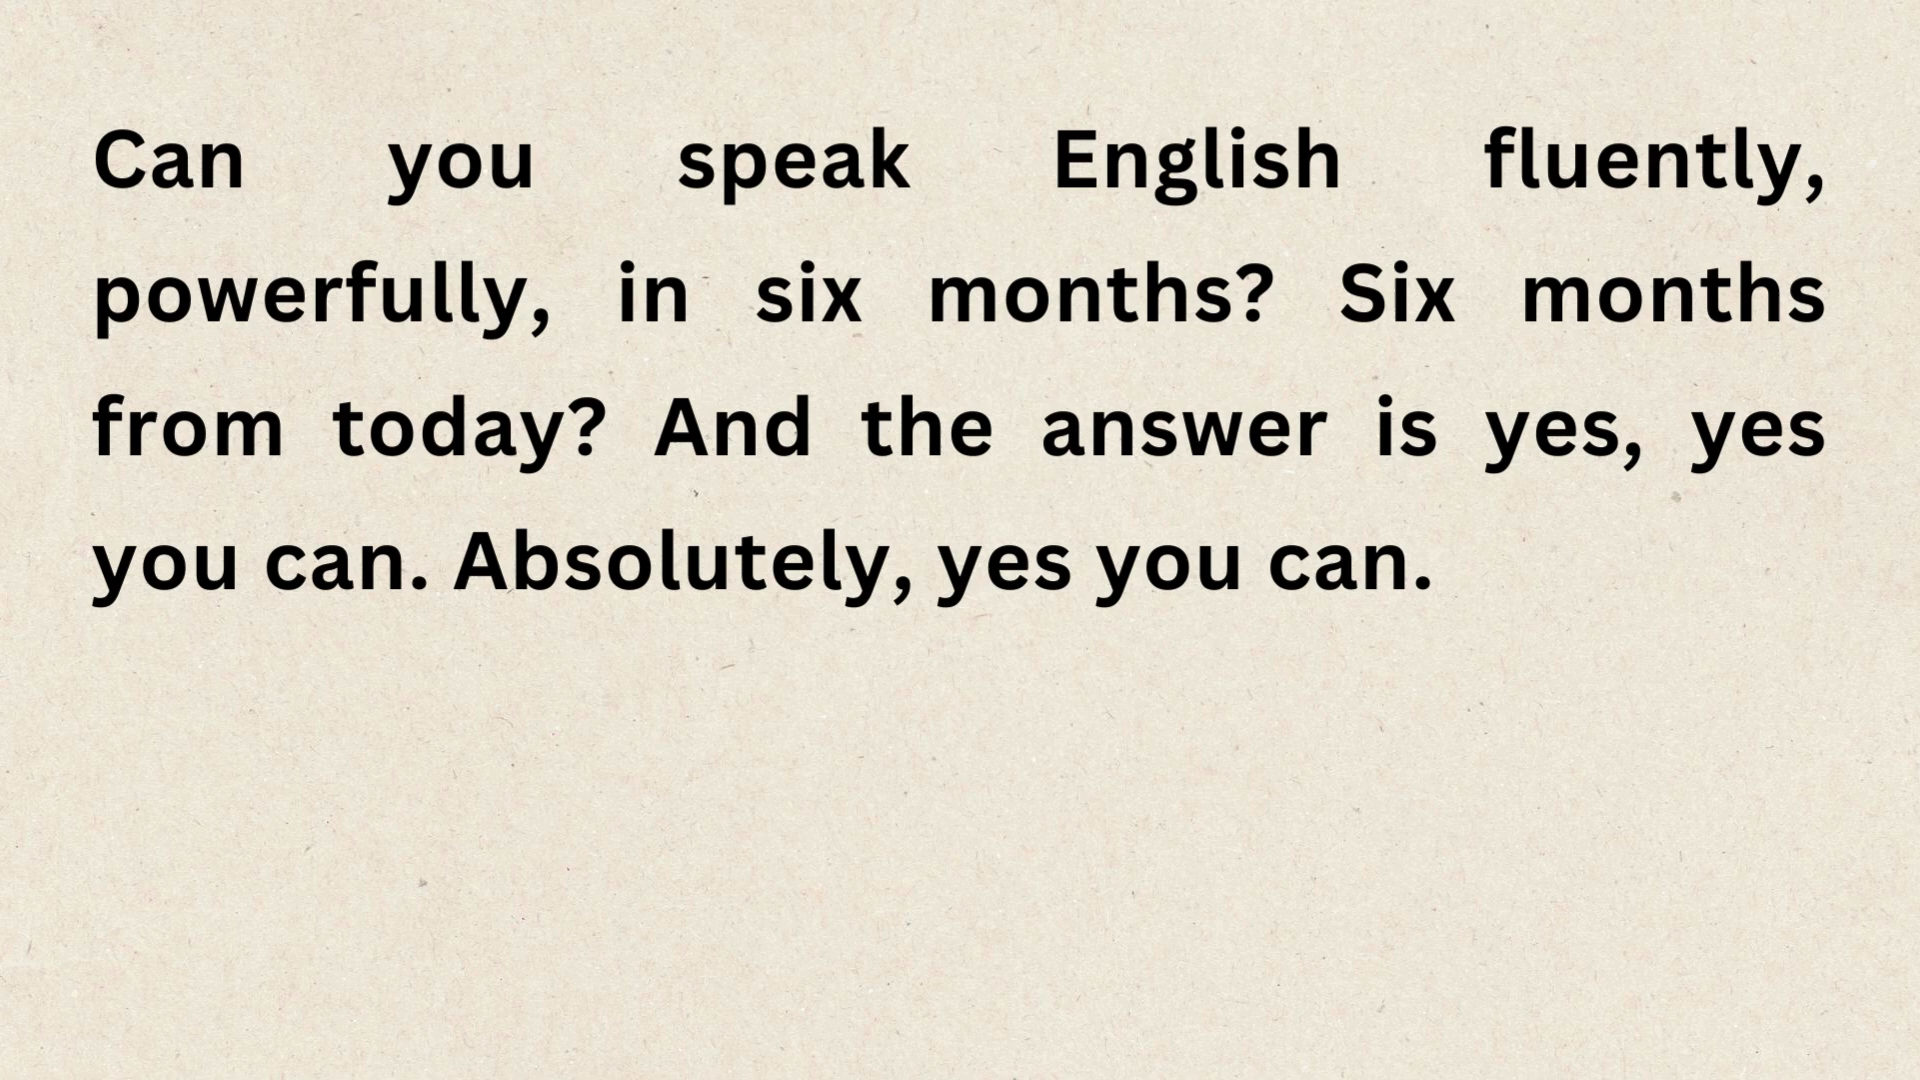 Can you speak English fluently,
powerfully, in six months? Six months
from today? And the answer is yes, yes
you can. Absolutely, yes you can.